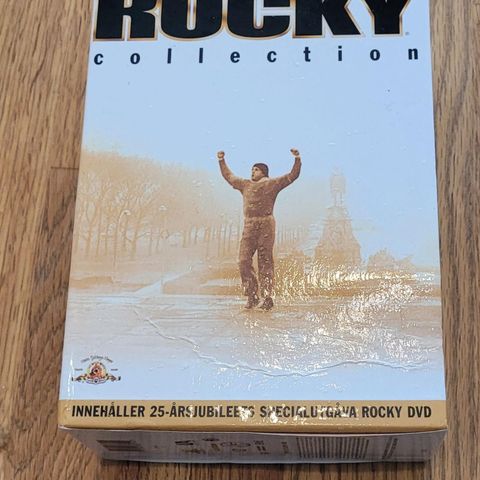 ROCKY
collection
INNEHÅLLER 25-ÅRSJUBILEETS SPECIALUTGÅVA ROCKY DVD